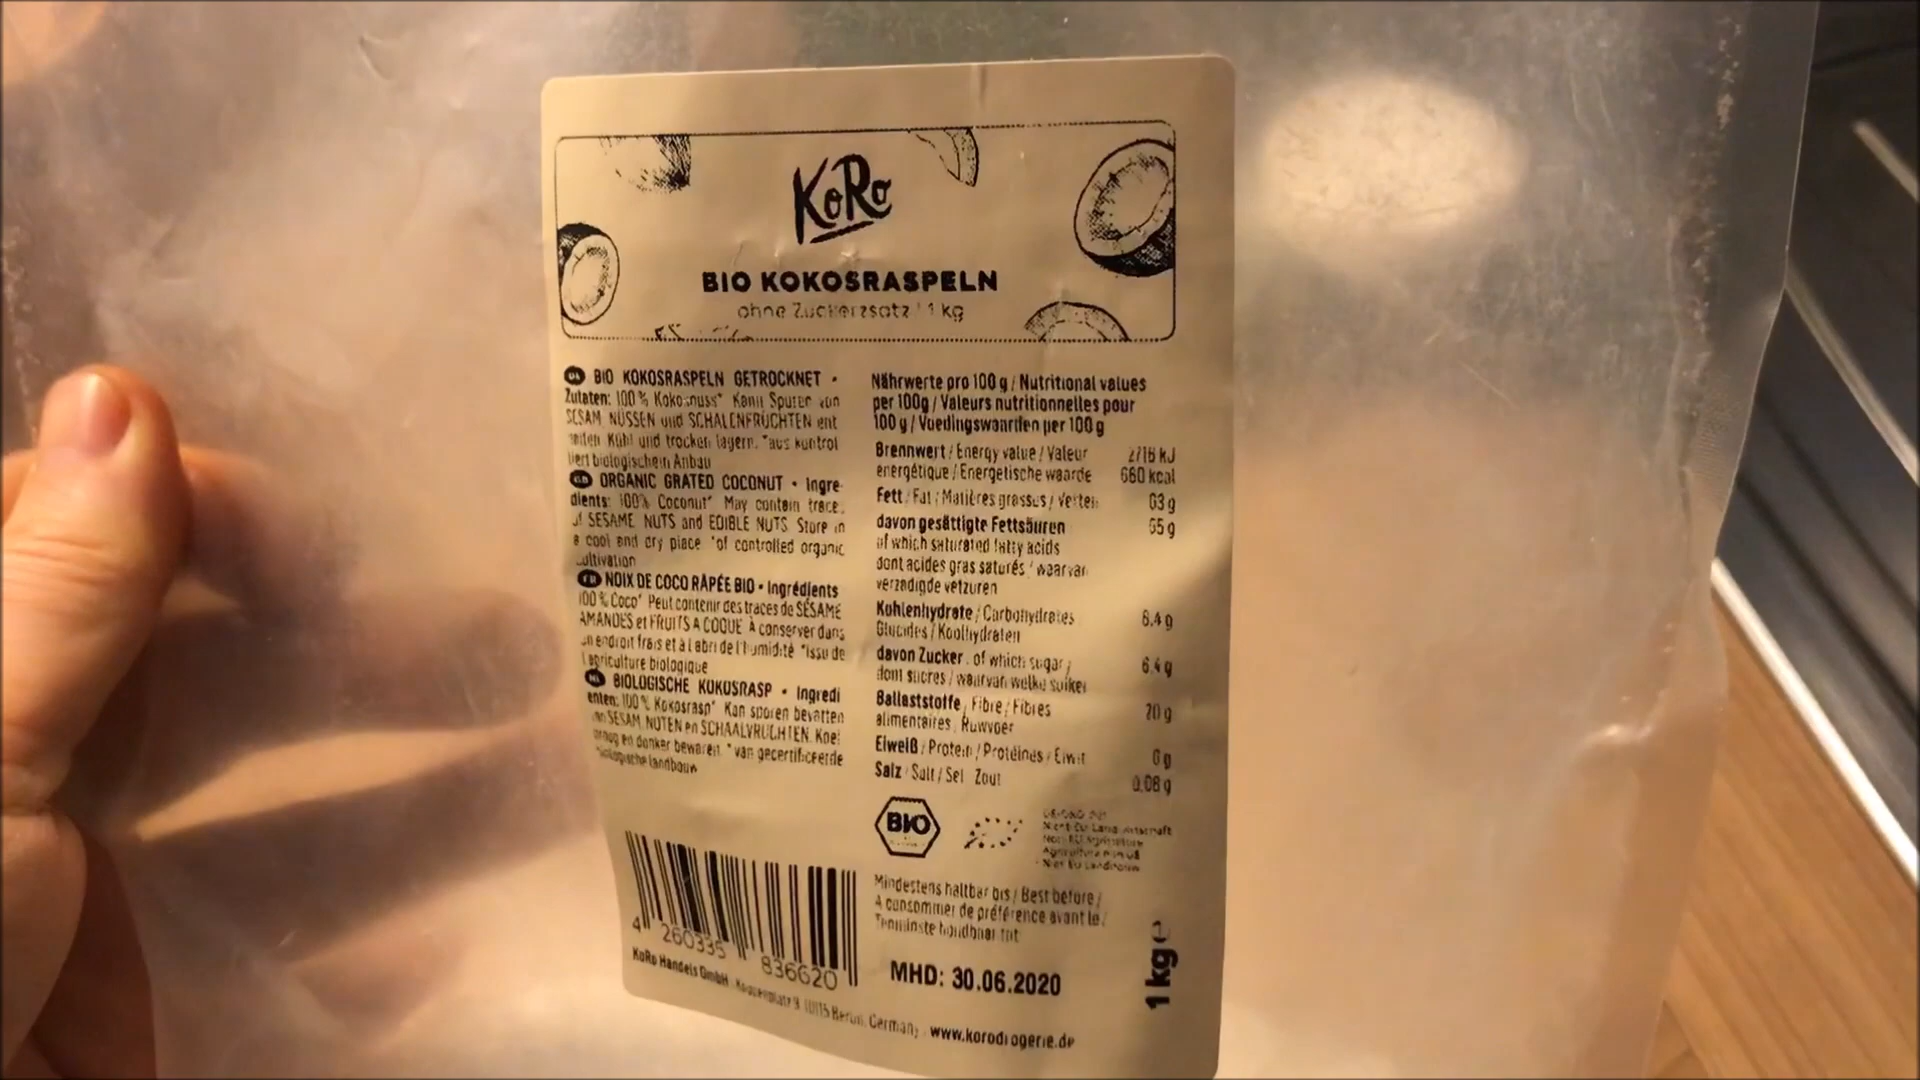 KoRo
BIO KOKOSRASPELN
ohne Zuckerzsatz 1 kg
BIO KOKOSRASPELN GETROCKNET •
Zutaten: 100 % Kokosnuss* Kann Spuren von
SESAM, NÜSSEN und SCHALENFRÜCHTEN ent
Kühl und trocken lagern. *aus kontrol
liert biologischem Anbau
GB ORGANIC GRATED COCONUT • Ingre
dients: 100% Coconut* May contain trace
of SESAME, NUTS and EDIBLE NUTS Store in
a cool and dry place *of controlled organic
cultivation
FR NOIX DE COCO RÂPÉE BIO • Ingrédients
100 % Coco* Peut contenir des traces de SÉSAME
AMANDES et FRUITS A COQUE À conserver dans
un endroit frais et à l abri de l'humidité *issu de
l agriculture biologique
NL BIOLOGISCHE KOKOSRASP • Ingredi
enten: 100 % Kokosrasp* Kan sporen bevatten
van SESAM, NOTEN en SCHAALVRUCHTEN. Koel
droog en donker bewaren. *van gecertificeerde
biologische landbouw
Nährwerte pro 100 g / Nutritional values
per 100g / Valeurs nutritionnelles pour
100 g / Voedingswaarden per 100 g
Brennwert / Energy value / Valeur
énergétique / Energetische waarde
2718 kJ
660 kcal
Fett / Fat / Matières grasses / Vetten
63 g
davon gesättigte Fettsäuren
of which saturated fatty acids
dont acides gras saturés / waarvan
verzadigde vetzuren
Kohlenhydrate / Carbohydrates
Glucides / Koolhydraten
6,4 g
davon Zucker / of which sugar /
dont sucres / waarvan welke suiker
6,4 g
Ballaststoffe / Fibre / Fibres
alimentaires / Ruwvoer
20 g
Eiweiß / Protein / Protéines / Eiwit
Salz / Salt / Sel / Zout
0,08 g
BIO
Mindestens haltbar bis / Best before /
A consommer de préférence avant le /
Tenminste houdbaar tot
MHD: 30.06.2020
1 kg e
4 260335 836620
KoRo Handels GmbH 9 10115 Berlin, Germany www.korodrogerie.de